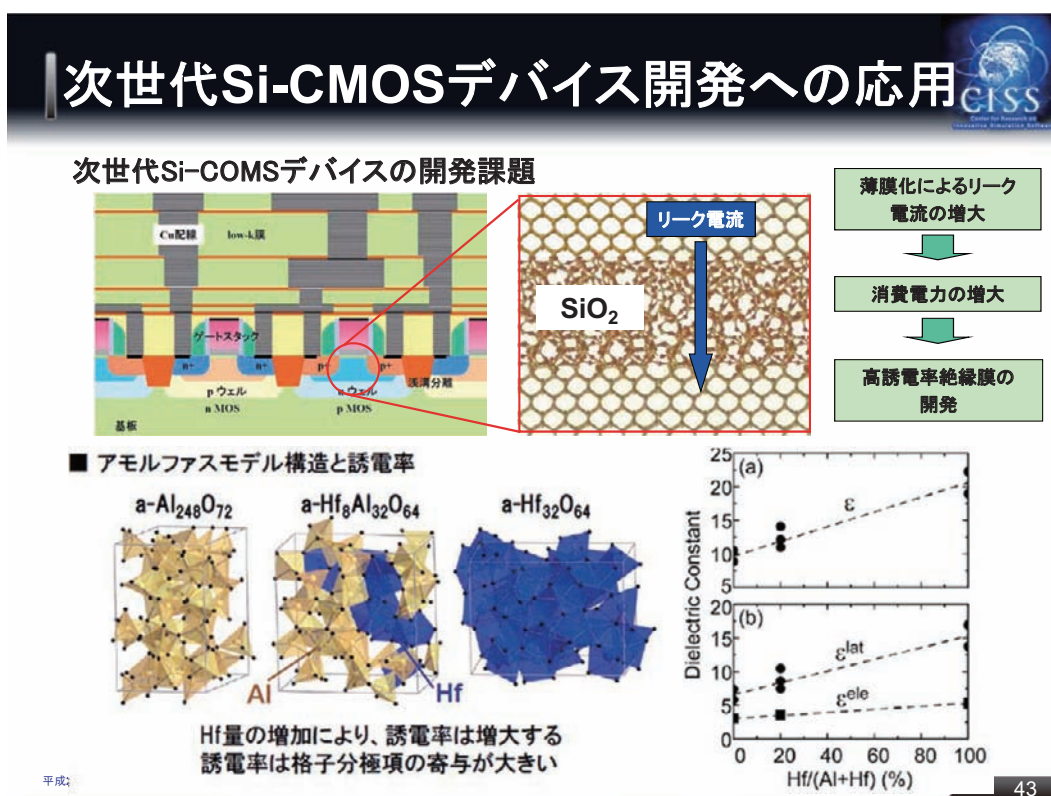 次世代Si-CMOSデバイス開発への応用
CISS
Center for Research on
Innovative Simulation Software
次世代Si-COMSデバイスの開発課題
Cu配線
low-k膜
ゲートスタック
n+
n+
p+
p+
浅溝分離
p ウェル
n ウェル
n MOS
p MOS
基板
リーク電流
SiO2
薄膜化によるリーク
電流の増大
消費電力の増大
高誘電率絶縁膜の
開発
■ アモルファスモデル構造と誘電率
a-Al248O72
a-Hf8Al32O64
a-Hf32O64
Al
Hf
Hf量の増加により、誘電率は増大する
誘電率は格子分極項の寄与が大きい
Dielectric Constant
25
20
15
10
5
(a)
ε
20
15
10
5
0
(b)
εlat
εele
0 20 40 60 80 100
Hf/(Al+Hf) (%)
平成
43